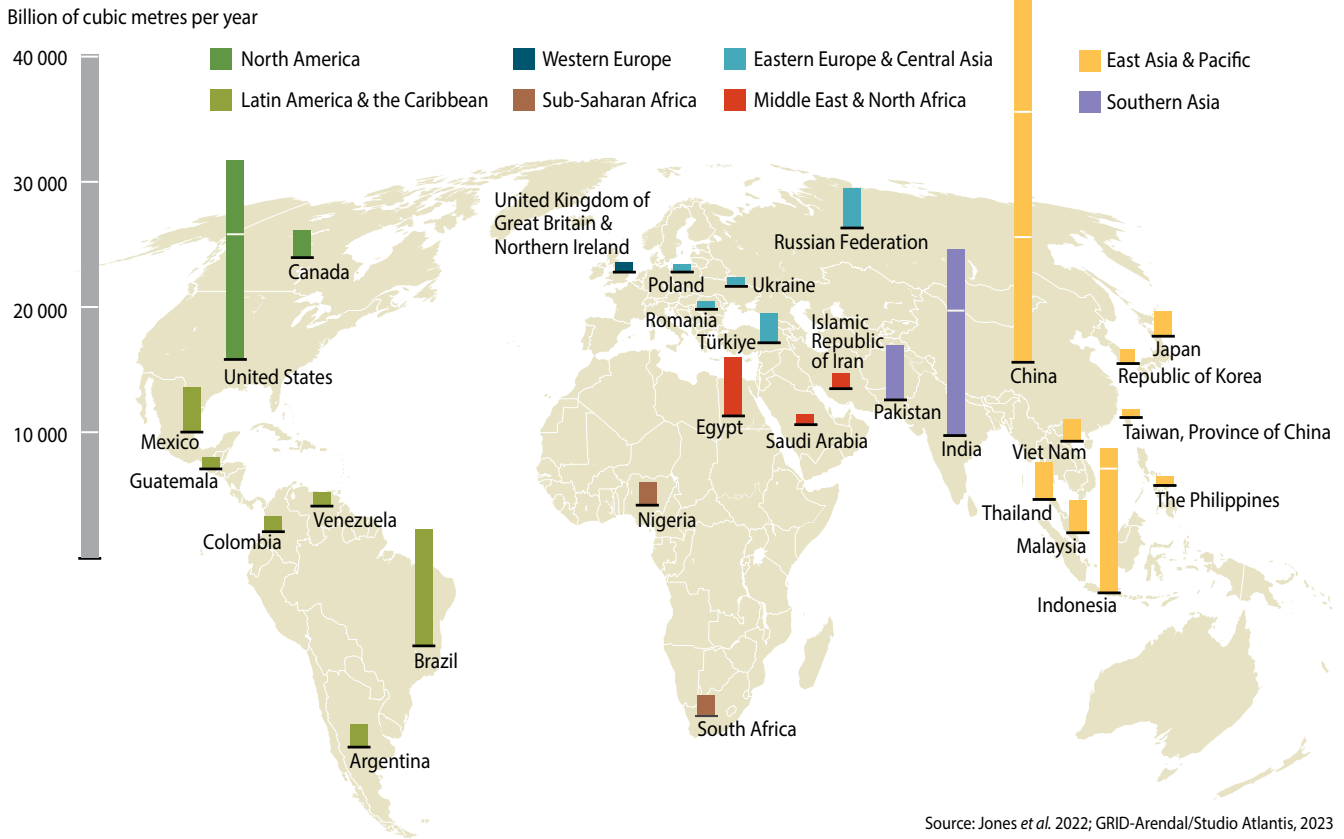 Billion of cubic metres per year
40 000
30 000
20 000
10 000
North America
Western Europe
Eastern Europe & Central Asia
East Asia & Pacific
Latin America & the Caribbean
Sub-Saharan Africa
Middle East & North Africa
Southern Asia
United Kingdom of
Great Britain &
Northern Ireland
Russian Federation
Canada
Poland
Ukraine
Romania
Türkiye
Islamic
Republic
of Iran
Japan
United States
China
Republic of Korea
Pakistan
Mexico
Egypt
Saudi Arabia
India
Viet Nam
Taiwan, Province of China
Guatemala
The Philippines
Venezuela
Nigeria
Thailand
Colombia
Malaysia
Indonesia
Brazil
South Africa
Argentina
Source: Jones et al. 2022; GRID-Arendal/Studio Atlantis, 2023